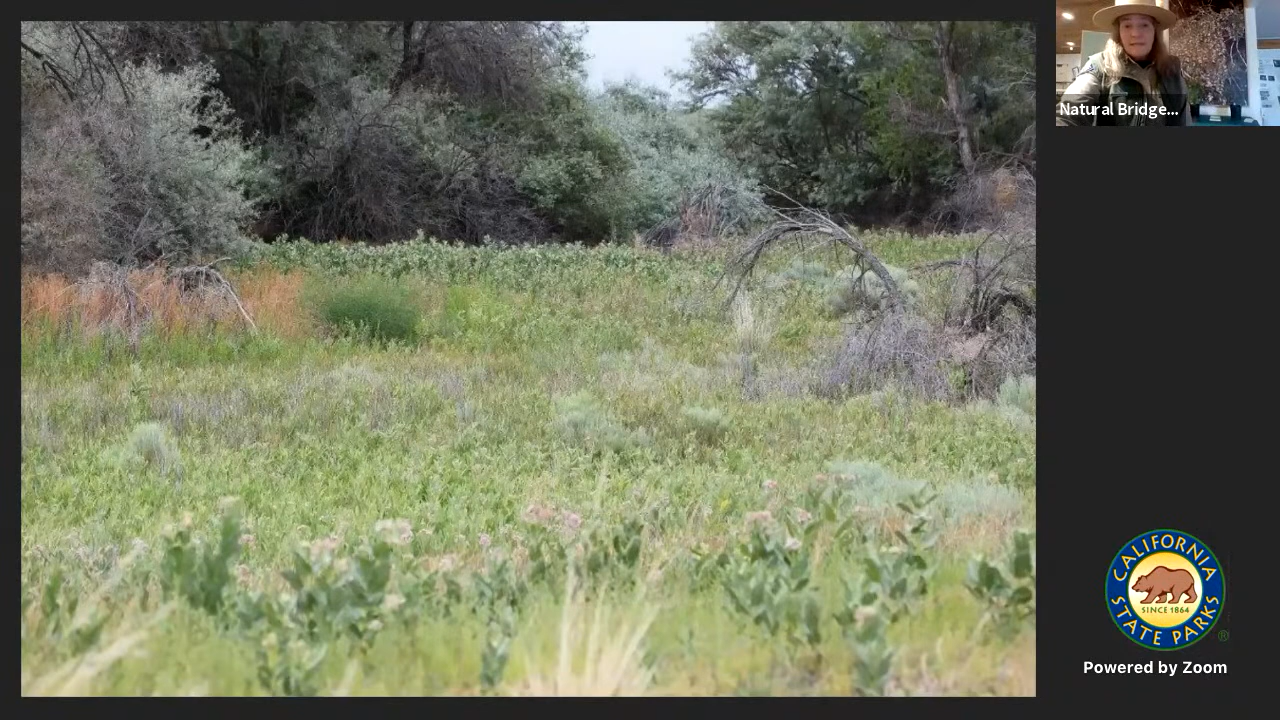 Natural Bridge...
CALIFORNIA
SINCE 1864
STATE PARKS
®
Powered by Zoom